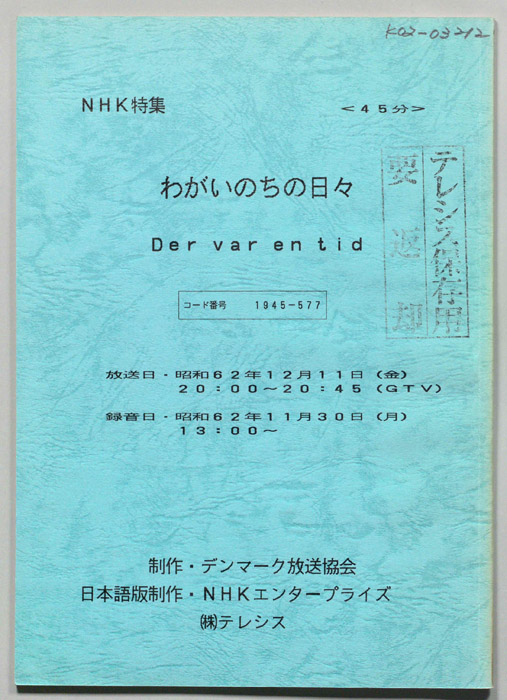 K02-03212
NHK特集
<45分>
わがいのちの日々
Der var en tid
コード番号 1945-577
放送日・昭和62年12月11日(金)
20:00〜20:45(GTV)
録音日・昭和62年11月30日(月)
13:00〜
制作・デンマーク放送協会
日本語版制作・NHKエンタープライズ
㈱テレシス
テレシス保存用
要返却